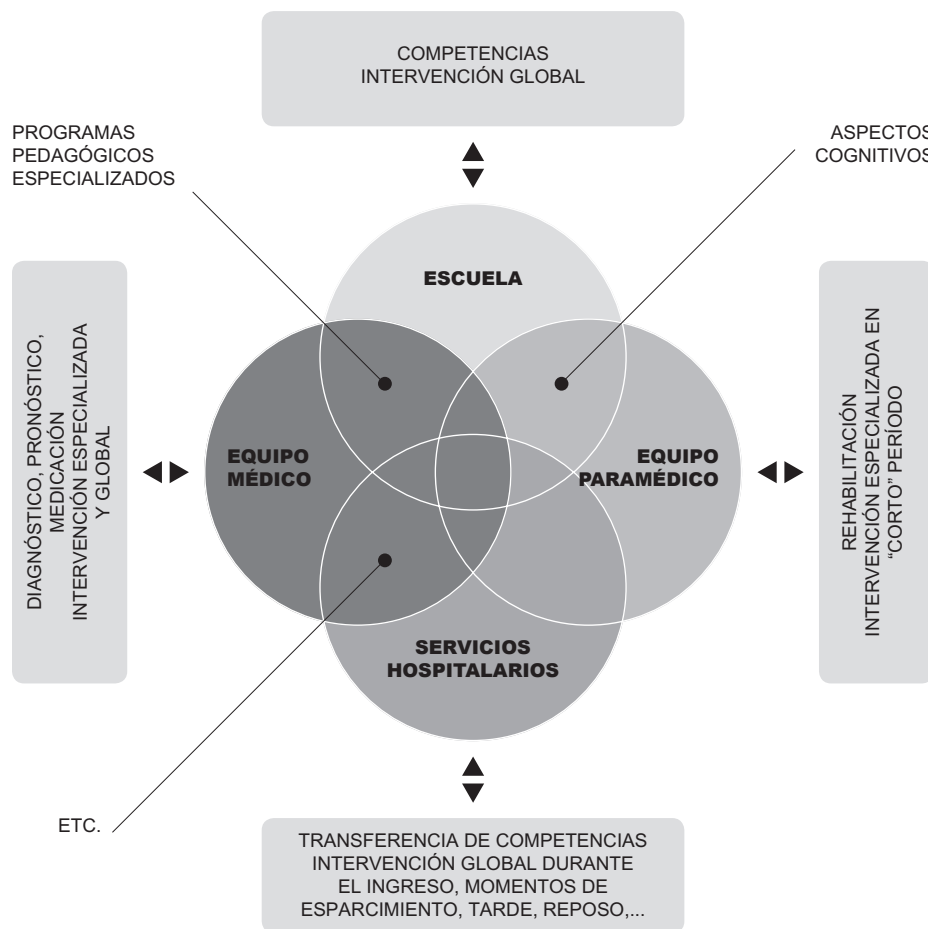 COMPETENCIAS
INTERVENCIÓN GLOBAL
PROGRAMAS
PEDAGÓGICOS
ESPECIALIZADOS
ASPECTOS
COGNITIVOS
ESCUELA
DIAGNÓSTICO, PRONÓSTICO,
MEDICACIÓN
INTERVENCIÓN ESPECIALIZADA
Y GLOBAL
EQUIPO
MÉDICO
EQUIPO
PARAMÉDICO
REHABILITACIÓN
INTERVENCIÓN ESPECIALIZADA EN
“CORTO” PERÍODO
SERVICIOS
HOSPITALARIOS
ETC.
TRANSFERENCIA DE COMPETENCIAS
INTERVENCIÓN GLOBAL DURANTE
EL INGRESO, MOMENTOS DE
ESPARCIMIENTO, TARDE, REPOSO,...